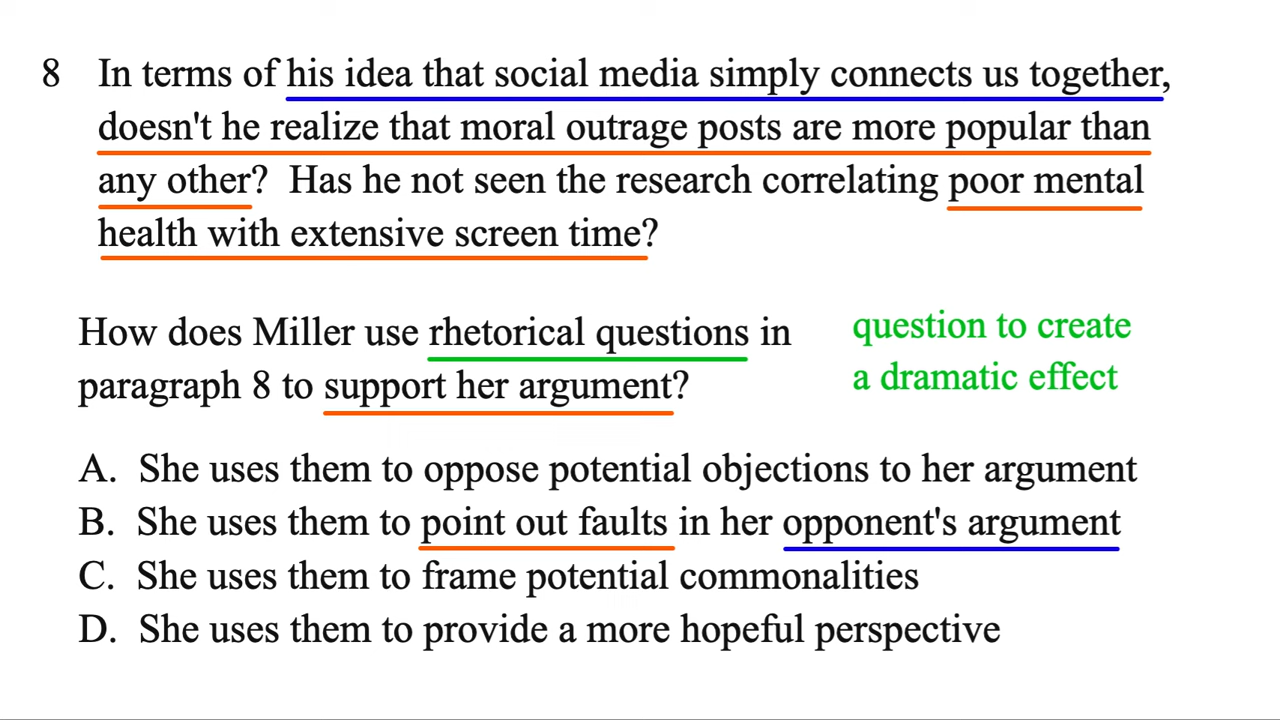 8 In terms of his idea that social media simply connects us together,
doesn't he realize that moral outrage posts are more popular than
any other? Has he not seen the research correlating poor mental
health with extensive screen time?
How does Miller use rhetorical questions in
paragraph 8 to support her argument?
question to create
a dramatic effect
A. She uses them to oppose potential objections to her argument
B. She uses them to point out faults in her opponent's argument
C. She uses them to frame potential commonalities
D. She uses them to provide a more hopeful perspective